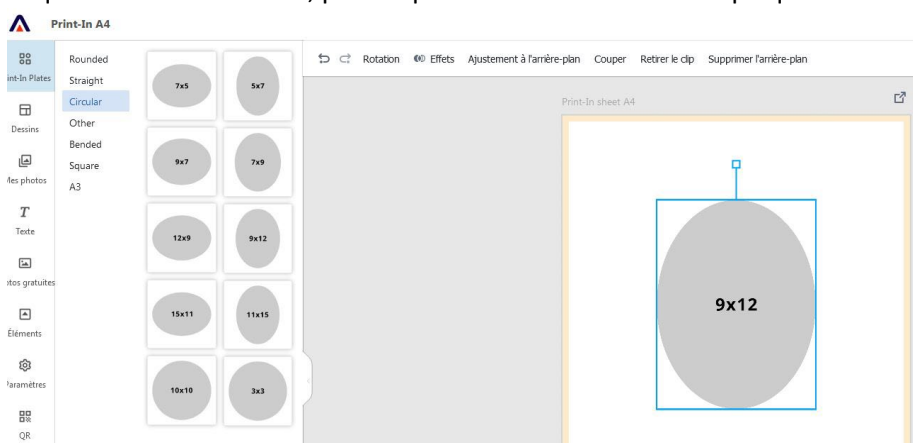 Print-In A4
int-In Plates
Dessins
Mes photos
Texte
otos gratuites
Éléments
Paramètres
QR
Rounded
Straight
Circular
Other
Bended
Square
A3
7x5
5x7
9x7
7x9
12x9
9x12
15x11
11x15
10x10
3x3
Rotation Effets Ajustement à l'arrière-plan Couper Retirer le clip Supprimer l'arrière-plan
Print-In sheet A4
9x12